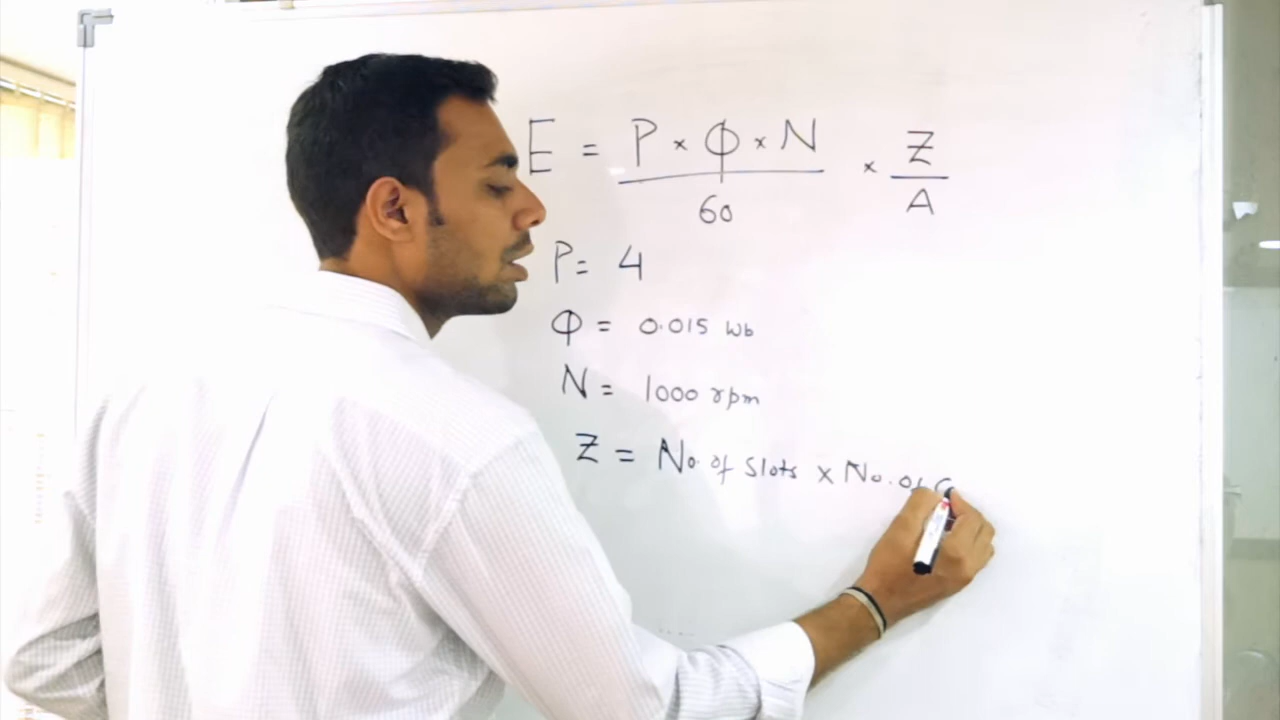 E = P × Φ × N / 60 × Z / A
P = 4
Φ = 0.015 Wb
N = 1000 rpm
Z = No. of Slots × No. of